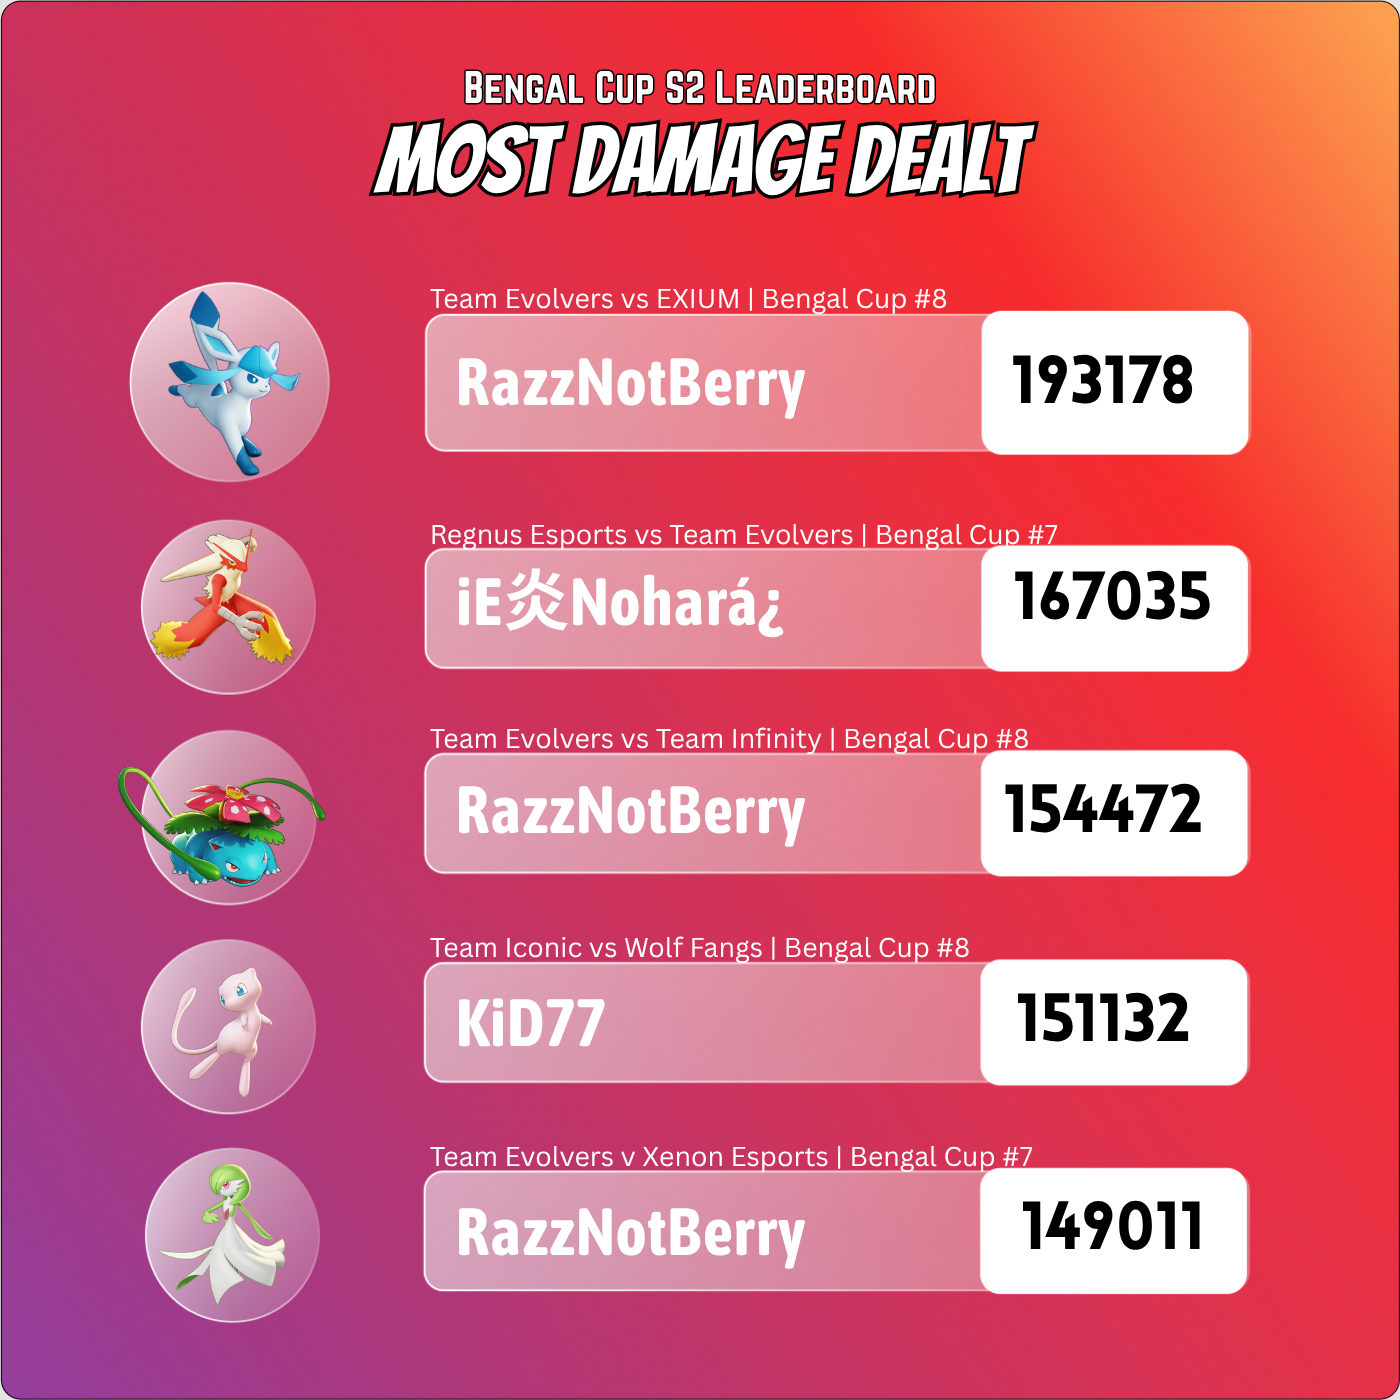 Bengal Cup S2 Leaderboard
MOST DAMAGE DEALT
Team Evolvers vs EXIUM | Bengal Cup #8
RazzNotBerry
193178
Regnus Esports vs Team Evolvers | Bengal Cup #7
iE炎Nohará¿
167035
Team Evolvers vs Team Infinity | Bengal Cup #8
RazzNotBerry
154472
Team Iconic vs Wolf Fangs | Bengal Cup #8
KiD77
151132
Team Evolvers v Xenon Esports | Bengal Cup #7
RazzNotBerry
149011